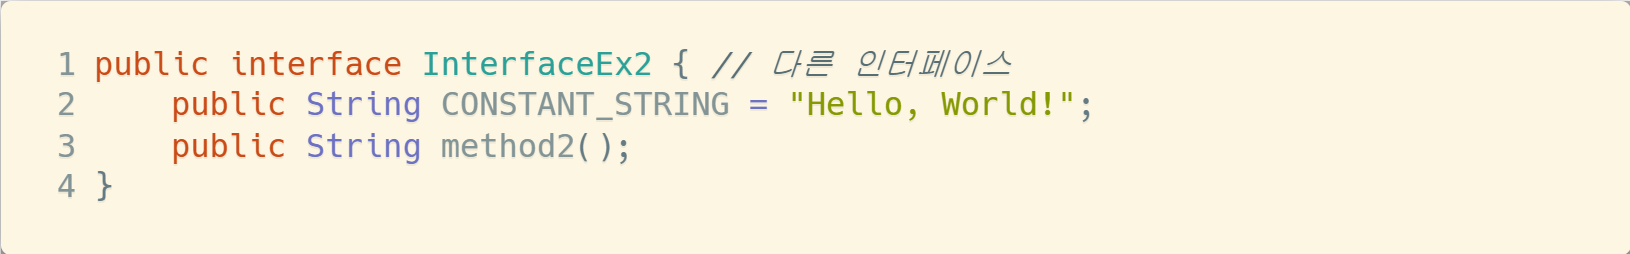 1 public interface InterfaceEx2 { // 다른 인터페이스
2     public String CONSTANT_STRING = "Hello, World!";
3     public String method2();
4 }